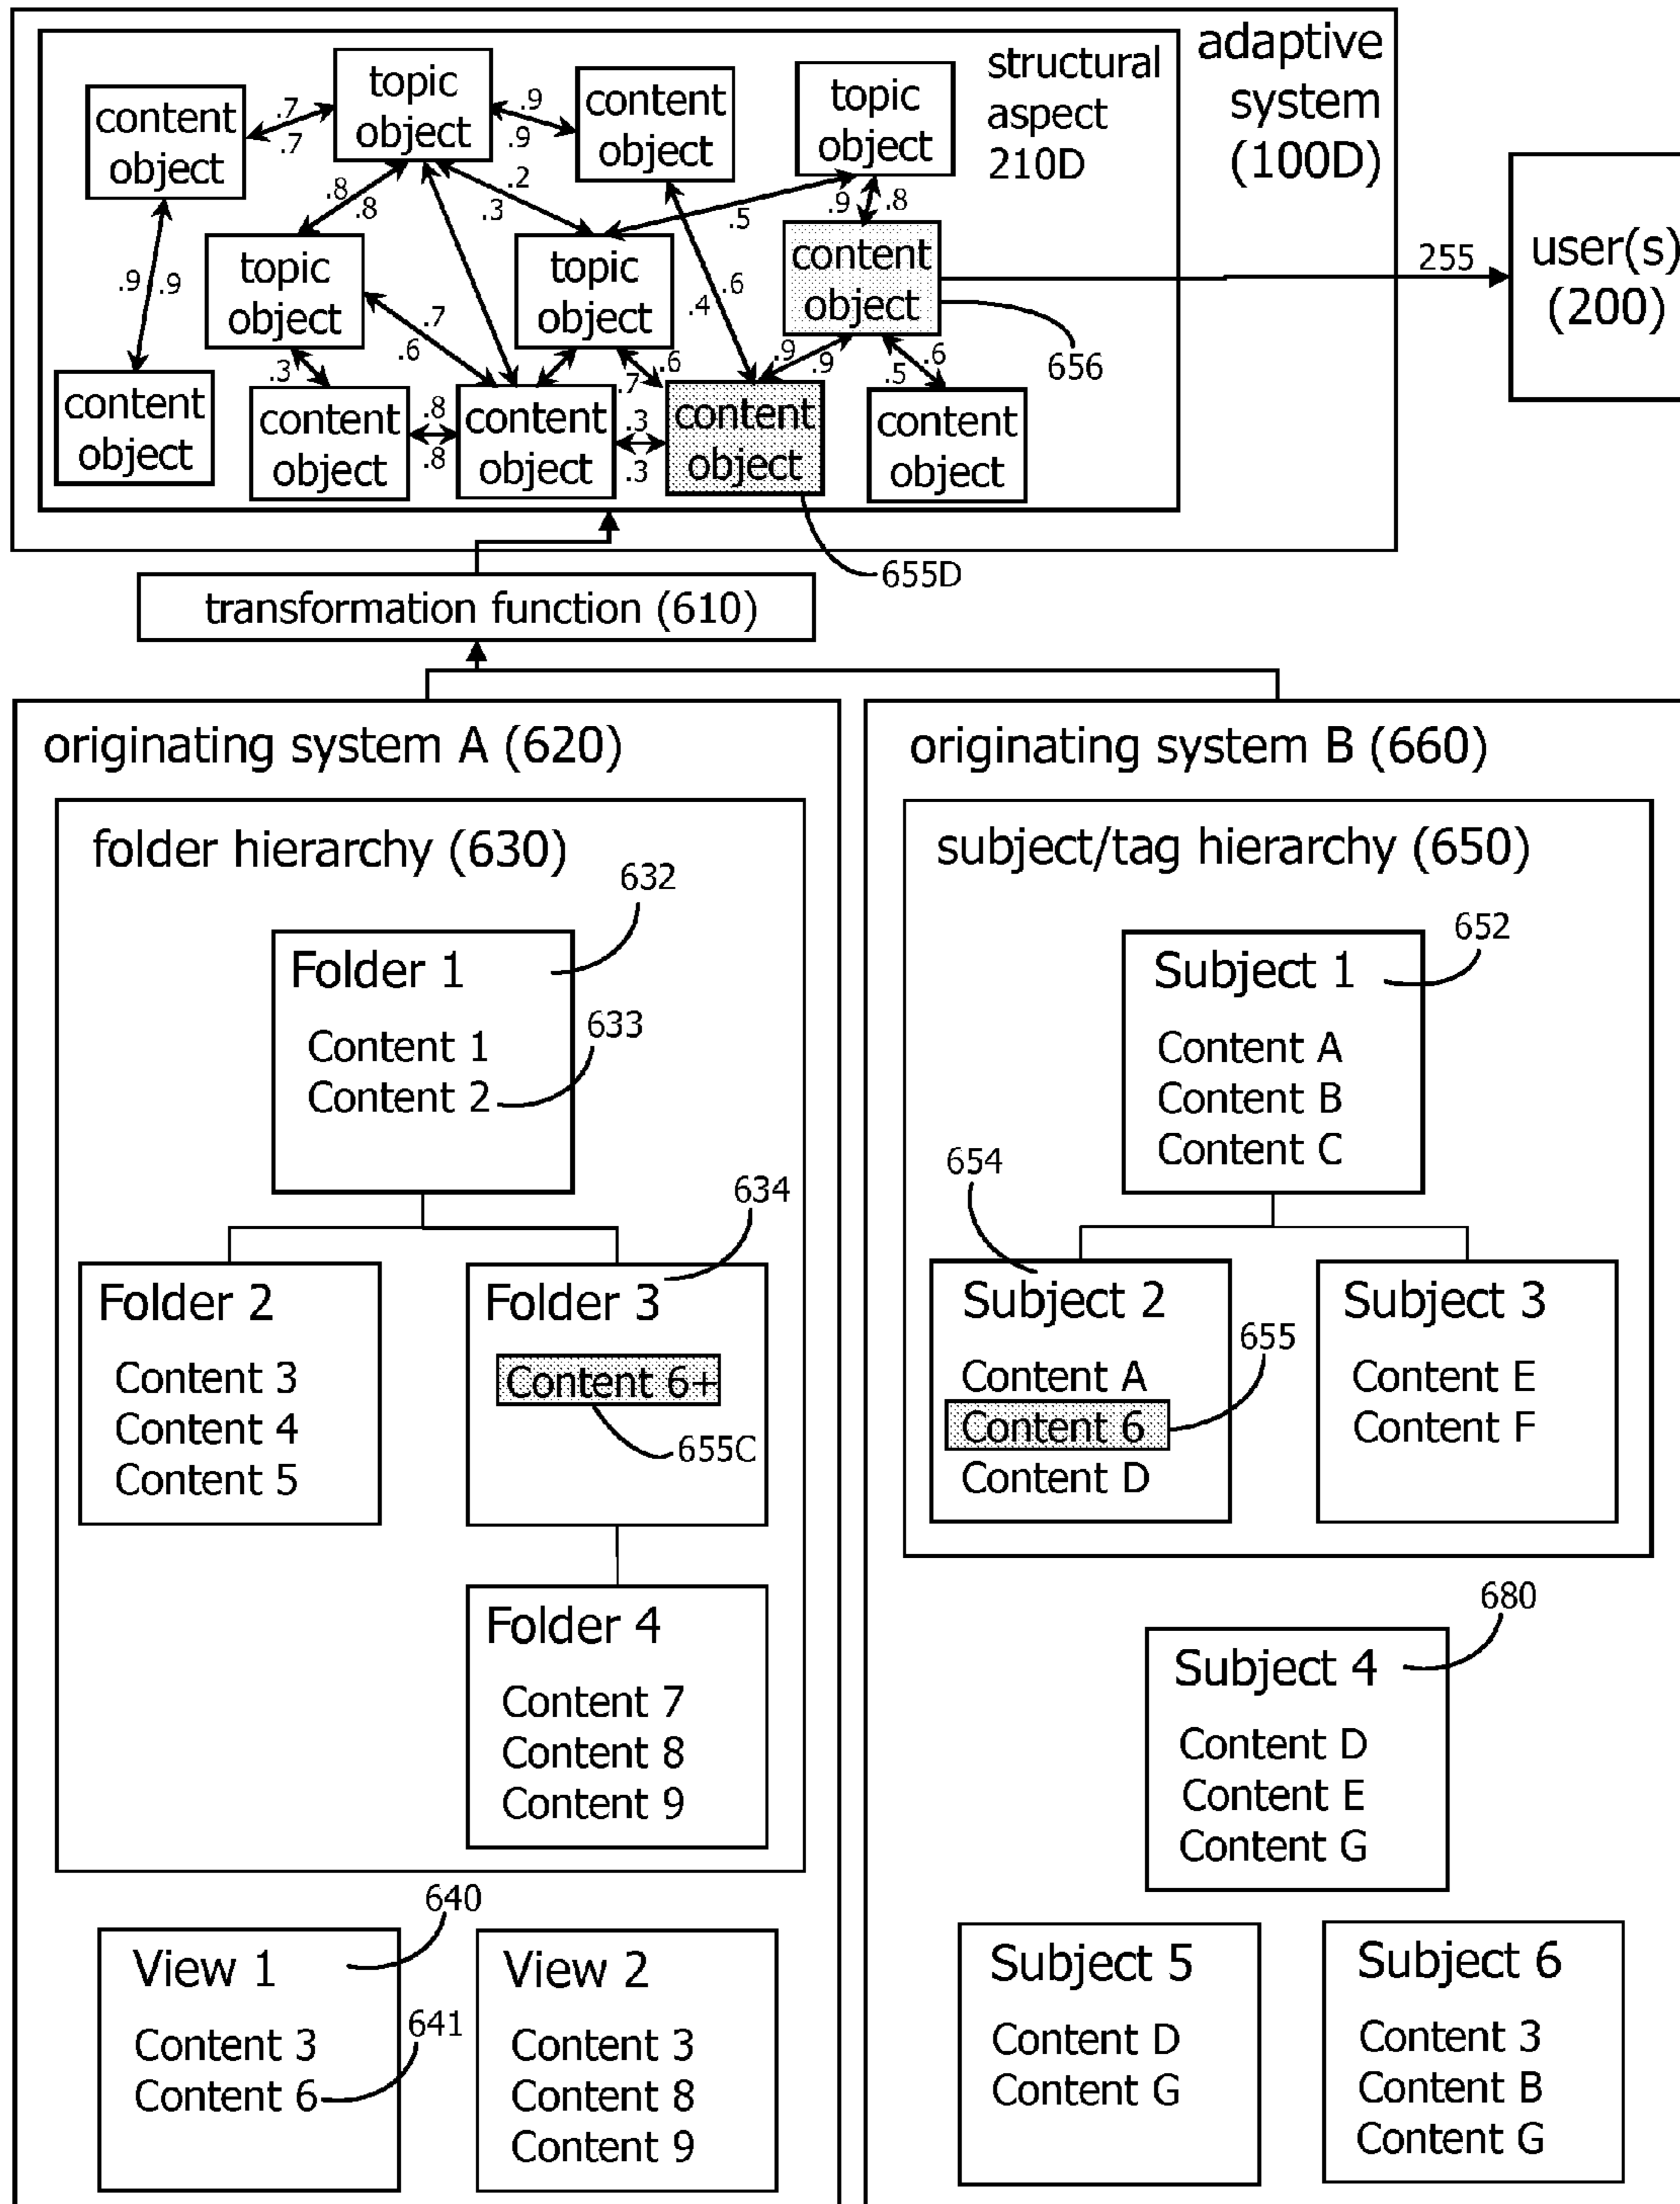 adaptive
system
(100D)
structural
aspect
210D
content
object
topic
object
content
object
topic
object
.7
.7
.9
.9
.8
.8
.2
.3
.5
.9
.8
.9
.9
topic
object
topic
object
content
object
.7
.6
.4
.6
255
user(s)
(200)
656
.3
.6
.7
.9
.9
.6
.5
content
object
content
object
.8
.8
content
object
.3
.3
content
object
content
object
655D
transformation function (610)
originating system A (620)
folder hierarchy (630)
632
Folder 1
Content 1
633
Content 2
634
Folder 2
Content 3
Content 4
Content 5
Folder 3
Content 6+
655C
Folder 4
Content 7
Content 8
Content 9
640
View 1
Content 3
641
Content 6
View 2
Content 3
Content 8
Content 9
originating system B (660)
subject/tag hierarchy (650)
652
Subject 1
Content A
Content B
Content C
654
Subject 2
Content A
655
Content 6
Content D
Subject 3
Content E
Content F
680
Subject 4
Content D
Content E
Content G
Subject 5
Content D
Content G
Subject 6
Content 3
Content B
Content G